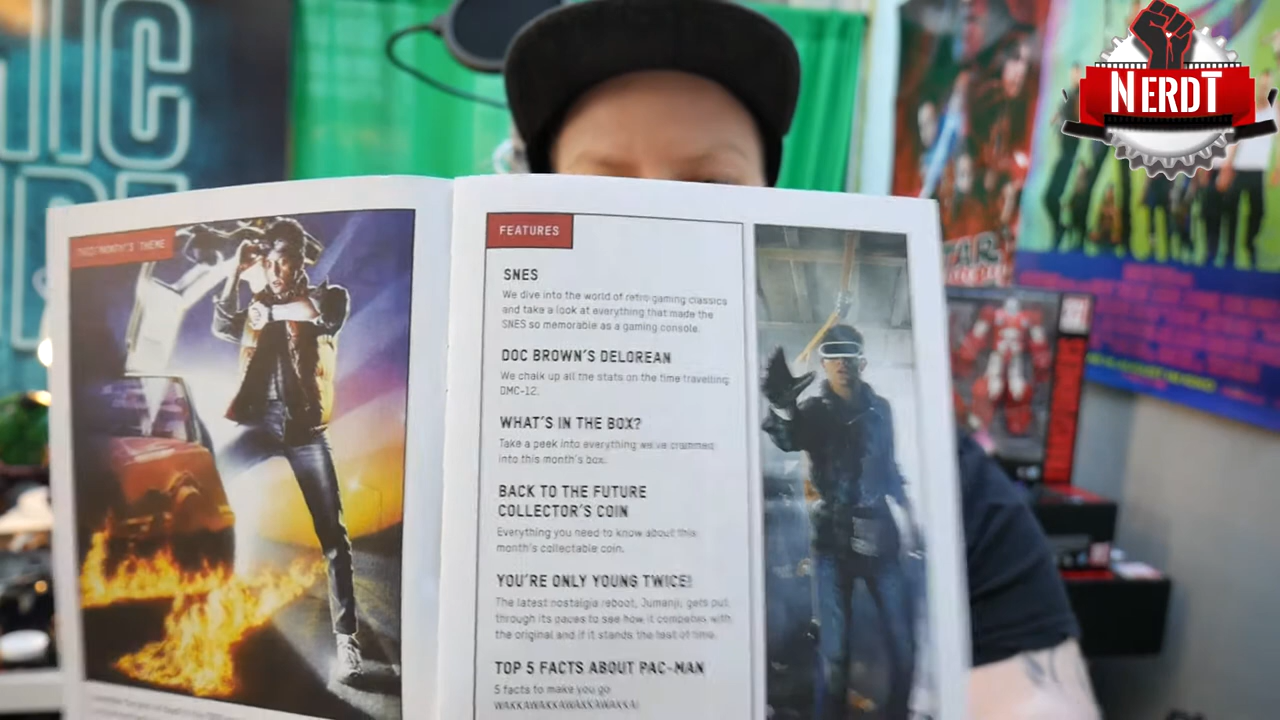 NERDT
THIS MONTH'S THEME
FEATURES
SNES
We dive into the world of retro gaming classics
and take a look at everything that made the
SNES so memorable as a gaming console.
DOC BROWN'S DELOREAN
We chalk up all the stats on the time travelling
DMC-12.
WHAT'S IN THE BOX?
Take a peek into everything we've crammed
into this month's box.
BACK TO THE FUTURE
COLLECTOR'S COIN
Everything you need to know about this
month's collectable coin.
YOU'RE ONLY YOUNG TWICE!
The latest nostalgia reboot, Jumanji, gets put
through its paces to see how it competes with
the original and if it stands the test of time.
TOP 5 FACTS ABOUT PAC-MAN
5 facts to make you go
WAKKAWAKKAWAKKAWAKKA!